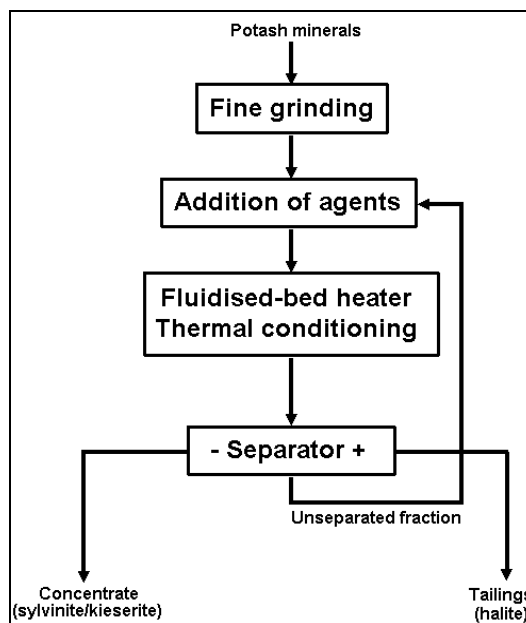 Potash minerals
Fine grinding
Addition of agents
Fluidised-bed heater
Thermal conditioning
- Separator +
Unseparated fraction
Concentrate
(sylvinite/kieserite)
Tailings
(halite)